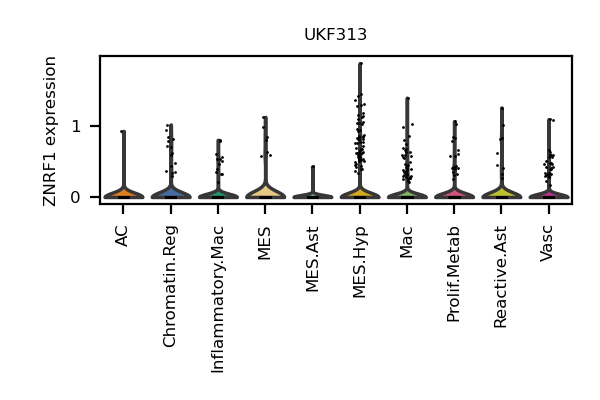 UKF313
ZNRF1 expression
1
0
AC
Chromatin.Reg
Inflammatory.Mac
MES
MES.Ast
MES.Hyp
Mac
Prolif.Metab
Reactive.Ast
Vasc